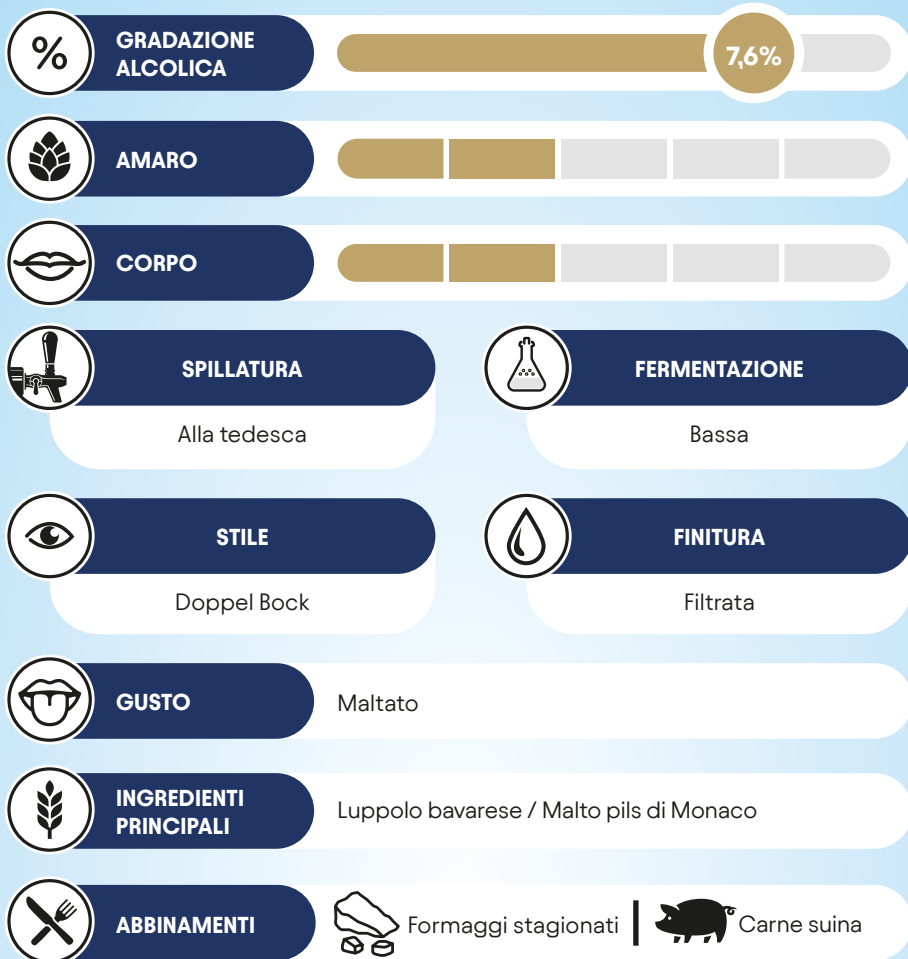 %
GRADAZIONE
ALCOLICA
7,6%
AMARO
CORPO
SPILLATURA
Alla tedesca
FERMENTAZIONE
Bassa
STILE
Doppel Bock
FINITURA
Filtrata
GUSTO
Maltato
INGREDIENTI
PRINCIPALI
Luppolo bavarese / Malto pils di Monaco
ABBINAMENTI
Formaggi stagionati | Carne suina